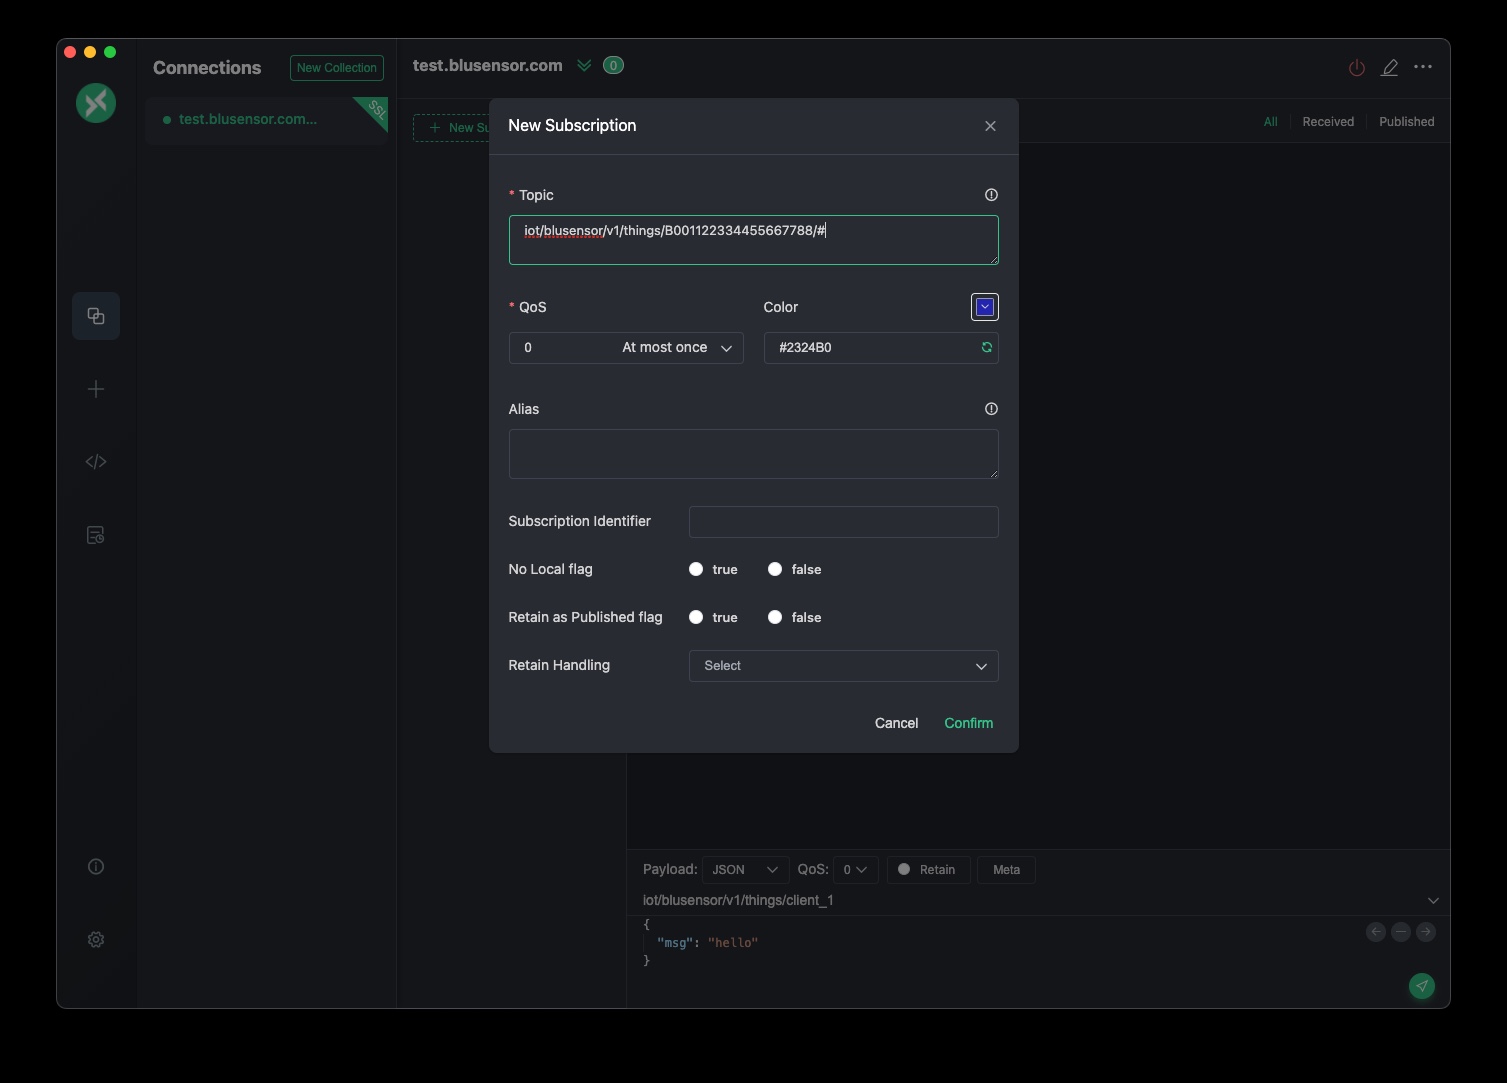 Connections
New Collection
test.blusensor.com
0
test.blusensor.com...
SSL
+ New Su
All
Received
Published
New Subscription
* Topic
iot/blusensor/v1/things/B001122334455667788/#
* QoS
Color
0
At most once
#2324B0
Alias
Subscription Identifier
No Local flag
true
false
Retain as Published flag
true
false
Retain Handling
Select
Cancel
Confirm
Payload:
JSON
QoS:
0
Retain
Meta
iot/blusensor/v1/things/client_1
{
"msg": "hello"
}